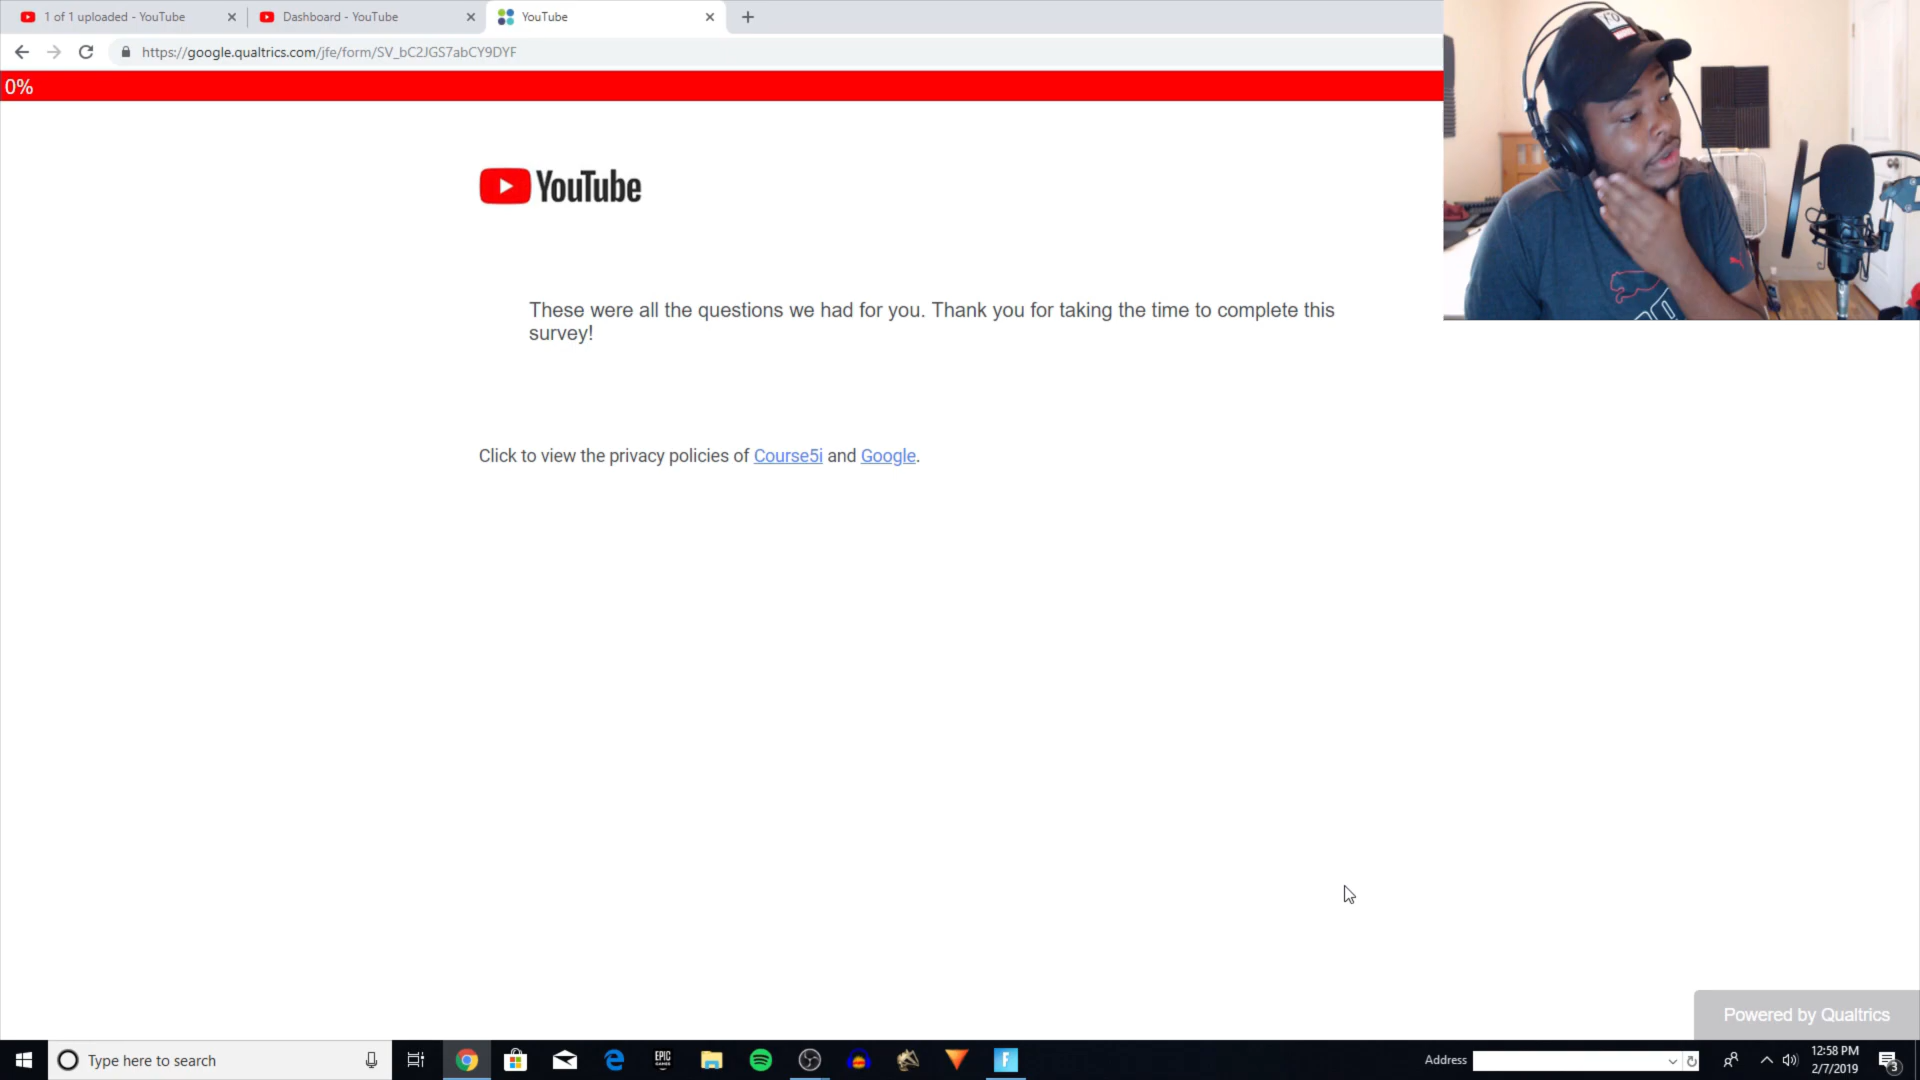 1 of 1 uploaded - YouTube
Dashboard - YouTube
YouTube
https://google.qualtrics.com/jfe/form/SV_bC2JGS7abCY9DYF
0%
YouTube
These were all the questions we had for you. Thank you for taking the time to complete this
survey!
Click to view the privacy policies of Course5i and Google.
Powered by Qualtrics
Type here to search
EPIC
GAMES
F
Address
12:58 PM
2/7/2019
3